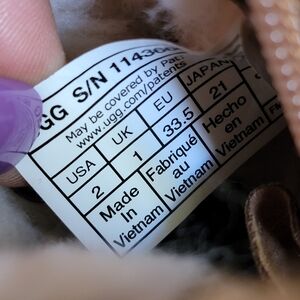 UGG S/N 11436
May be covered by Pat.
www.ugg.com/patents
USA UK EU JAPAN
2 1 33.5 21
Made Fabriqué Hecho
In au en
Vietnam Vietnam Vietnam